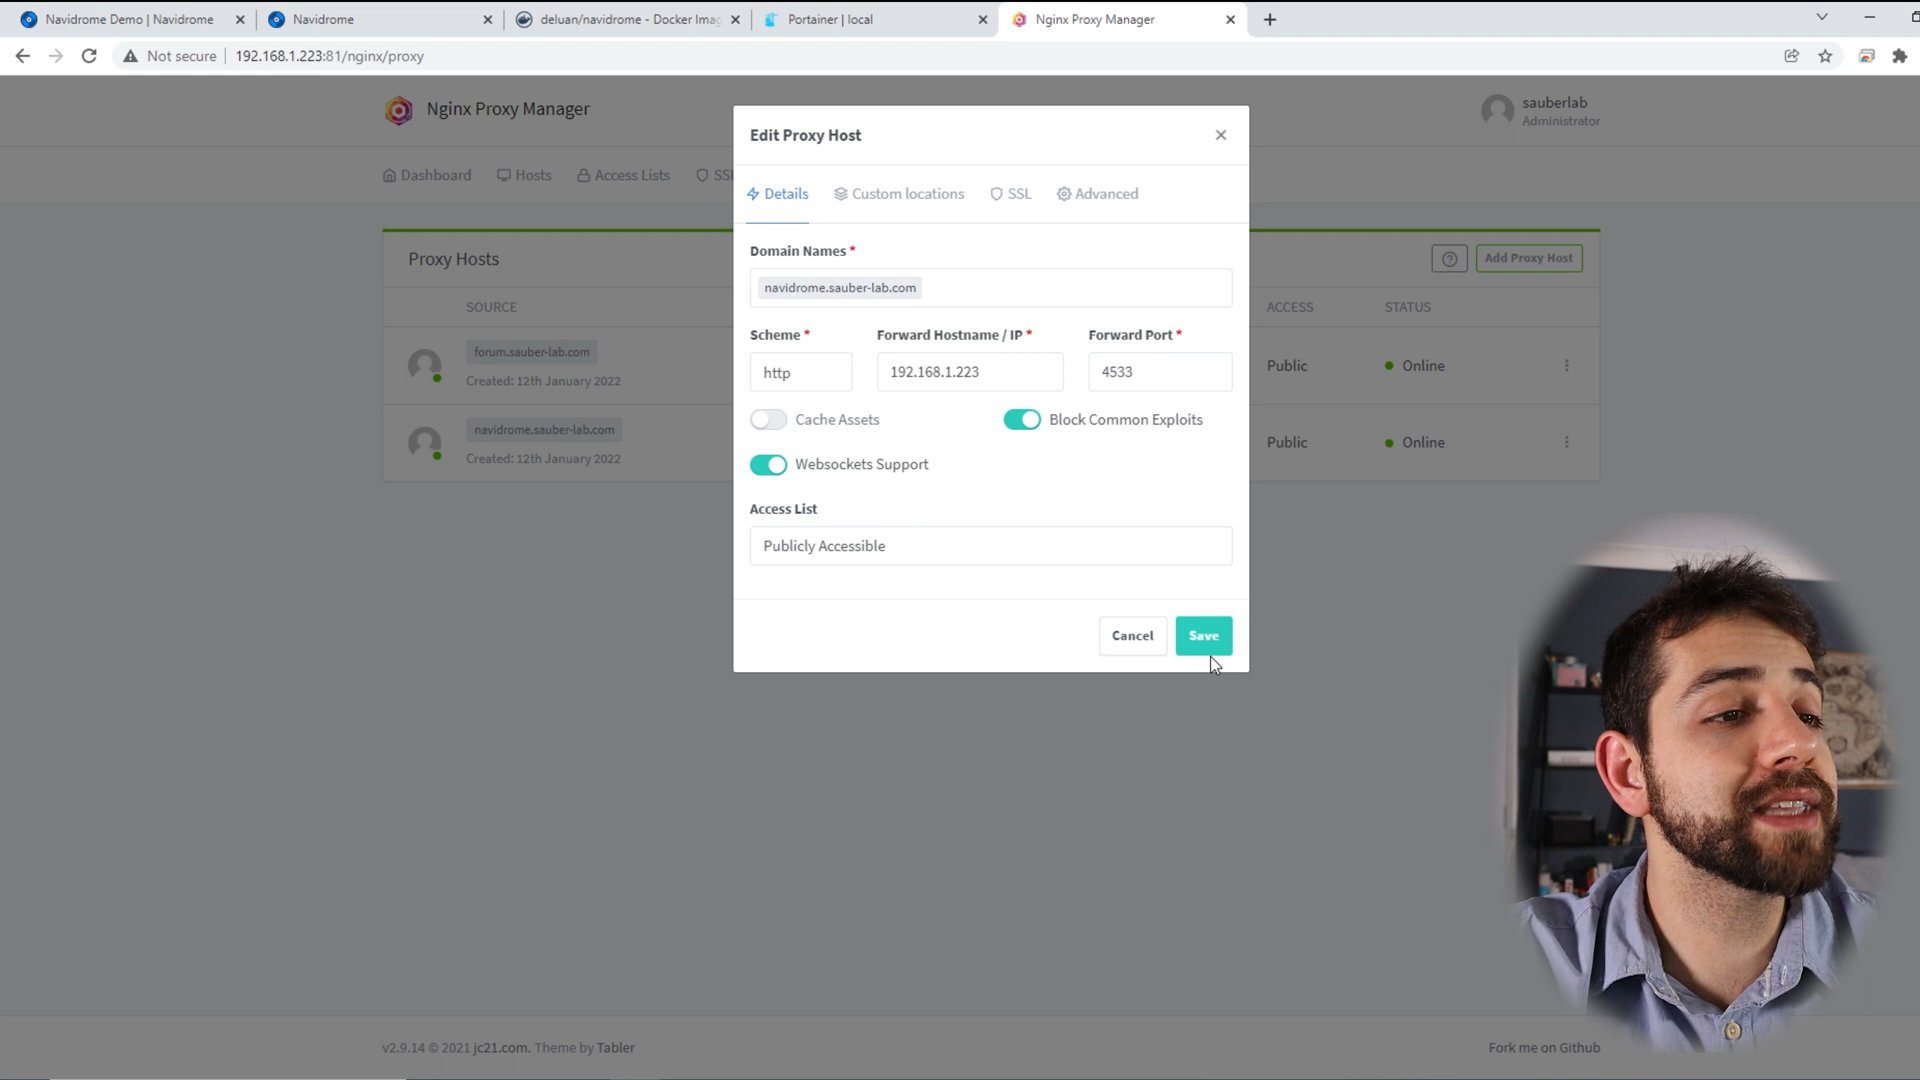 Navidrome Demo | Navidrome
Navidrome
deluan/navidrome - Docker Imag
Portainer | local
Nginx Proxy Manager
Not secure
192.168.1.223:81/nginx/proxy
Nginx Proxy Manager
sauberlab
Administrator
Dashboard
Hosts
Access Lists
SS
Proxy Hosts
Add Proxy Host
SOURCE
ACCESS
STATUS
forum.sauber-lab.com
Created: 12th January 2022
Public
Online
navidrome.sauber-lab.com
Created: 12th January 2022
Public
Online
Edit Proxy Host
Details
Custom locations
SSL
Advanced
Domain Names *
navidrome.sauber-lab.com
Scheme *
Forward Hostname / IP *
Forward Port *
http
192.168.1.223
4533
Cache Assets
Block Common Exploits
Websockets Support
Access List
Publicly Accessible
Cancel
Save
v2.9.14 © 2021 jc21.com. Theme by Tabler
Fork me on Github